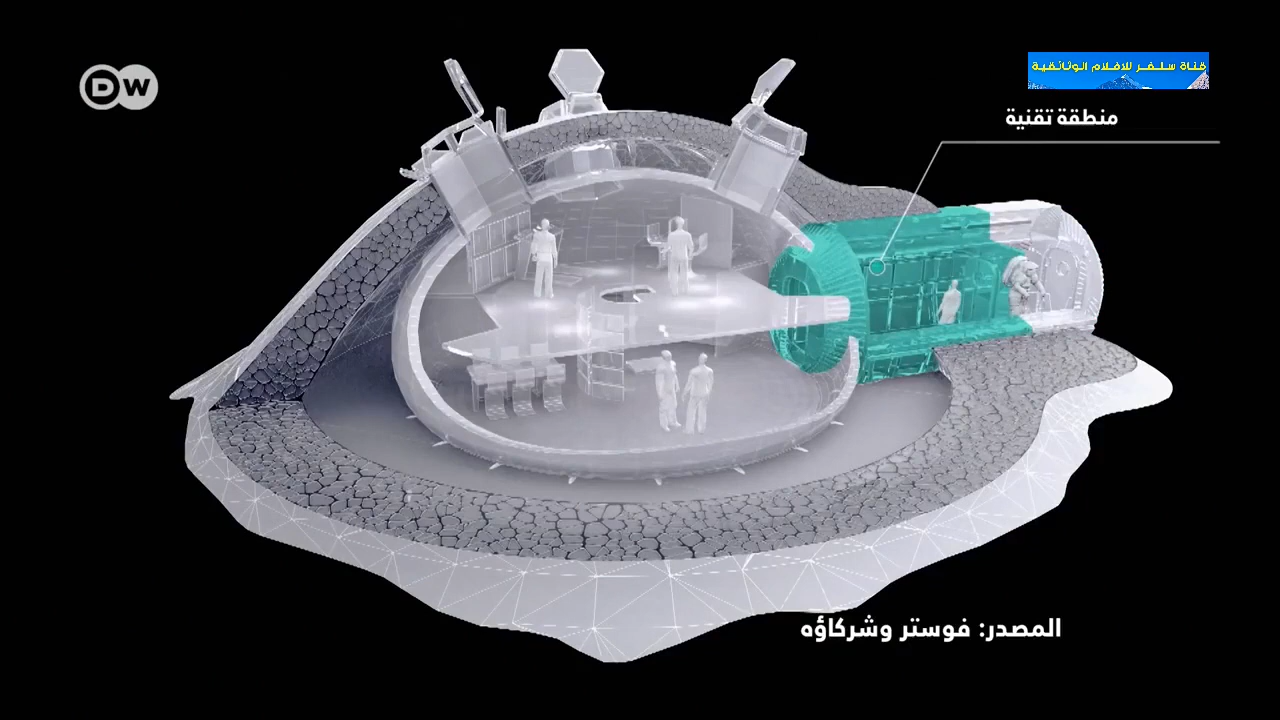 DW
قناة سلفر للافلام الوثائقية
منطقة تقنية
المصدر: فوستر وشركاؤه